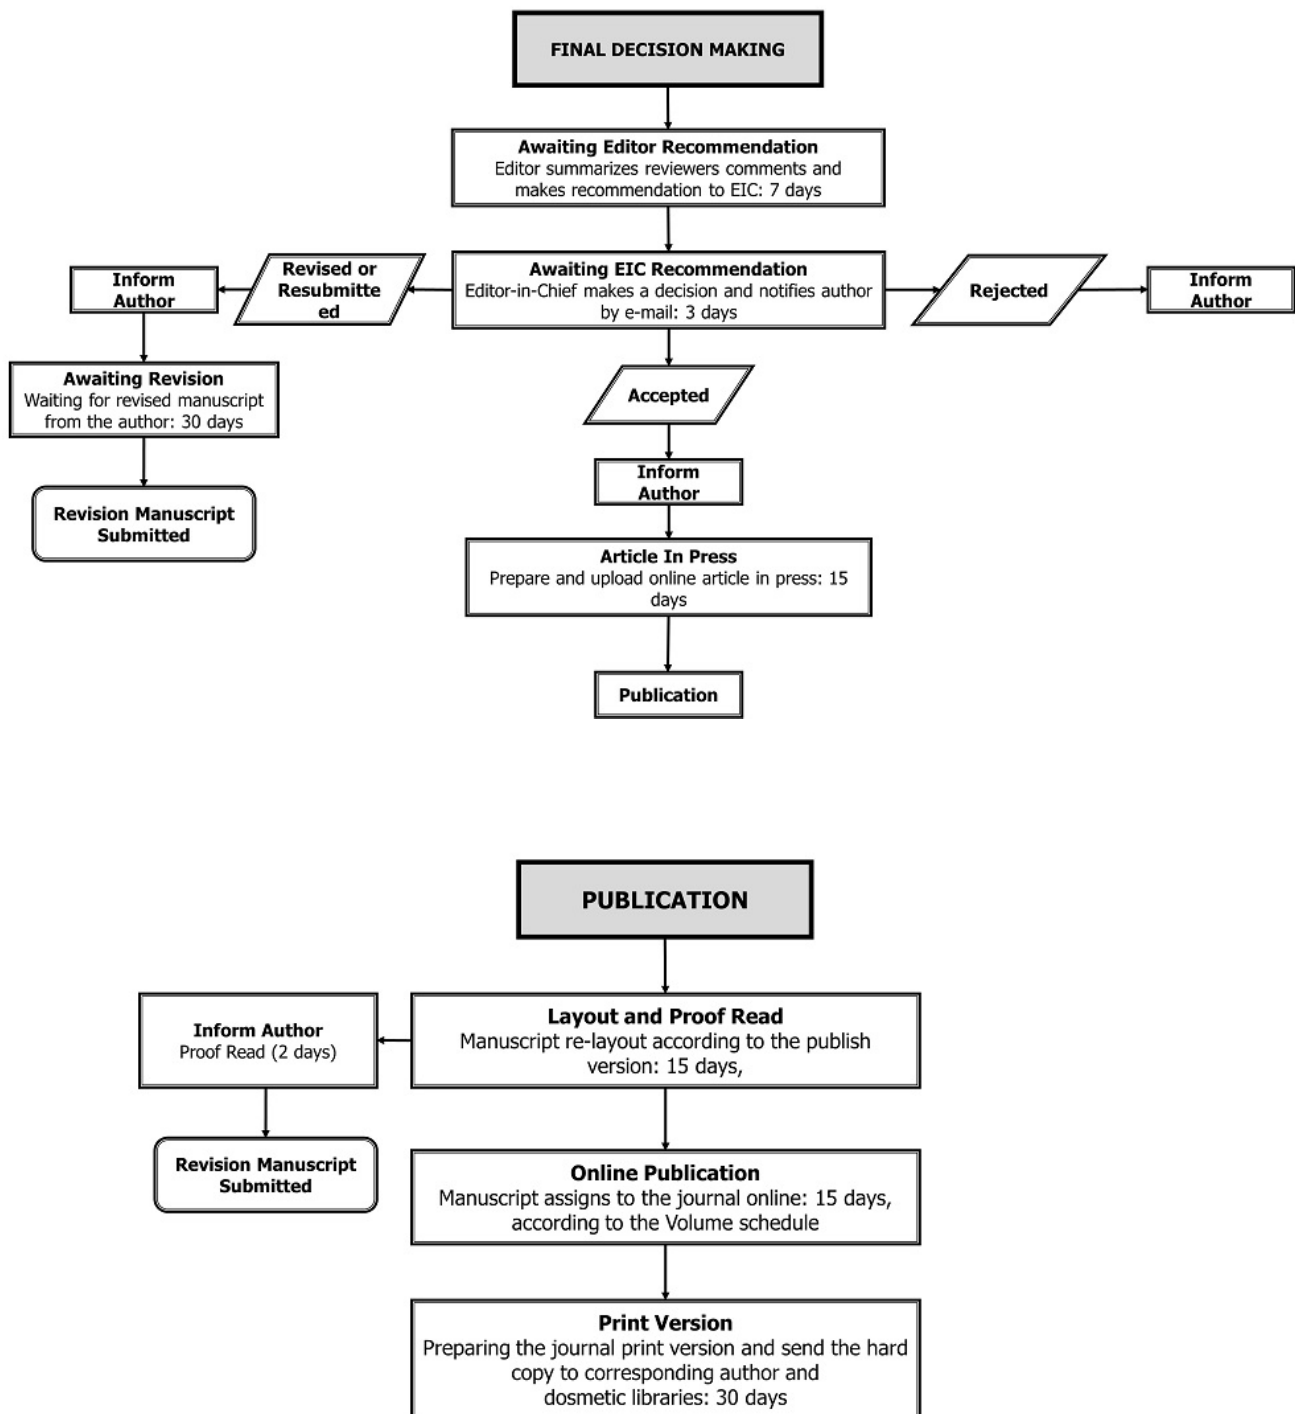 FINAL DECISION MAKING
Awaiting Editor Recommendation
Editor summarizes reviewers comments and
makes recommendation to EIC: 7 days
Inform
Author
Revised or
Resubmitte
ed
Awaiting EIC Recommendation
Editor-in-Chief makes a decision and notifies author
by e-mail: 3 days
Rejected
Inform
Author
Awaiting Revision
Waiting for revised manuscript
from the author: 30 days
Accepted
Revision Manuscript
Submitted
Inform
Author
Article In Press
Prepare and upload online article in press: 15
days
Publication
PUBLICATION
Layout and Proof Read
Manuscript re-layout according to the publish
version: 15 days,
Inform Author
Proof Read (2 days)
Revision Manuscript
Submitted
Online Publication
Manuscript assigns to the journal online: 15 days,
according to the Volume schedule
Print Version
Preparing the journal print version and send the hard
copy to corresponding author and
dosmetic libraries: 30 days